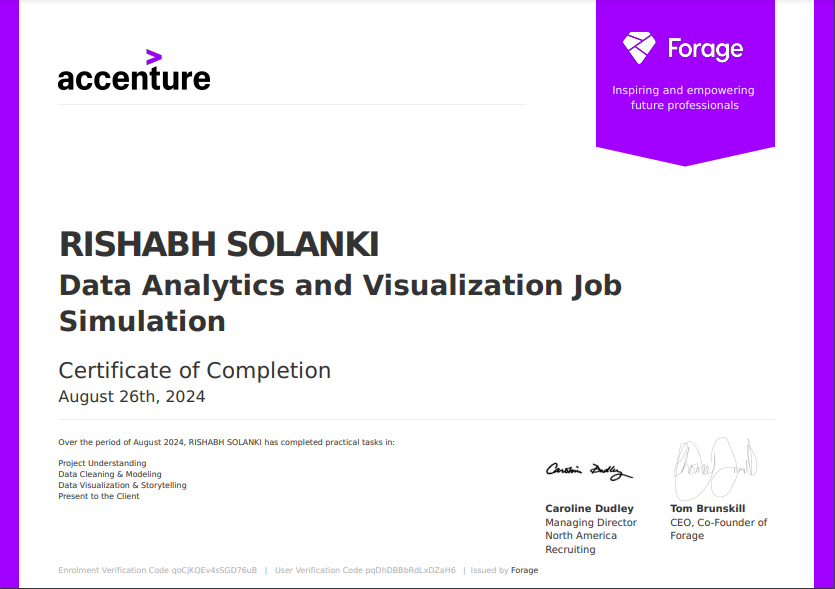 accenture
Forage
Inspiring and empowering
future professionals
RISHABH SOLANKI
Data Analytics and Visualization Job
Simulation
Certificate of Completion
August 26th, 2024
Over the period of August 2024, RISHABH SOLANKI has completed practical tasks in:
Project Understanding
Data Cleaning & Modeling
Data Visualization & Storytelling
Present to the Client
Caroline Dudley
Caroline Dudley
Managing Director
North America
Recruiting
Tom Brunskill
CEO, Co-Founder of
Forage
Enrolment Verification Code qoCjKQEv4sSGD76uB | User Verification Code pqDhDBBbRdLxDZaH6 | Issued by Forage